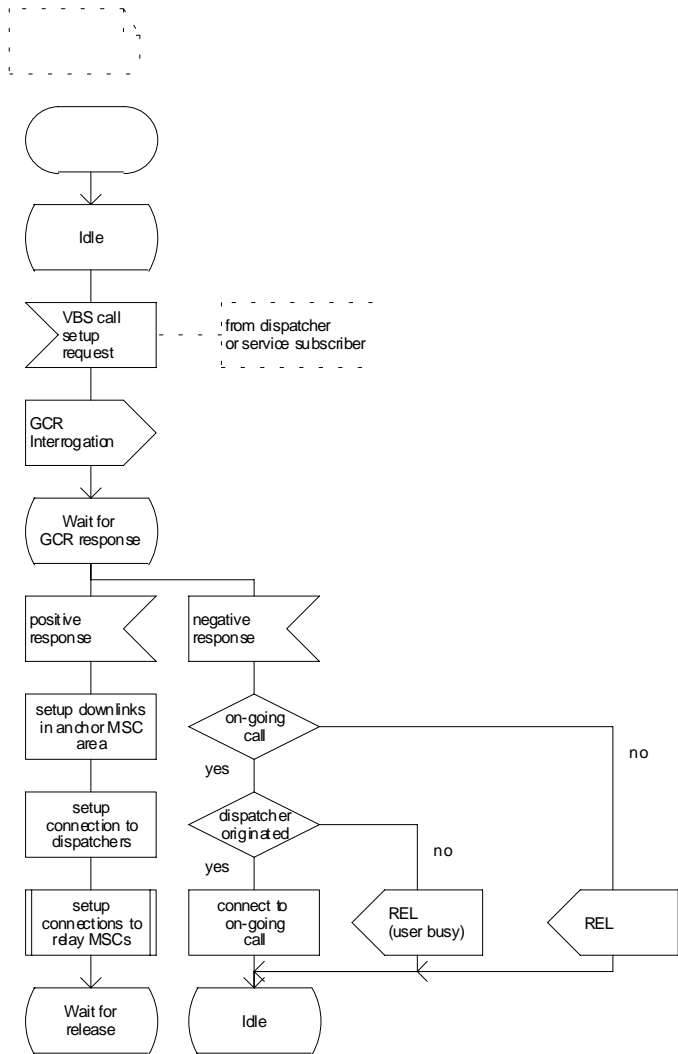 Idle
VBS call
setup
request
from dispatcher
or service subscriber
GCR
Interrogation
Wait for
GCR response
positive
response
negative
response
setup downlinks
in anchor MSC
area
on-going
call
no
yes
setup
connection to
dispatchers
dispatcher
originated
no
yes
setup
connections to
relay MSCs
connect to
on-going
call
REL
(user busy)
REL
Wait for
release
Idle